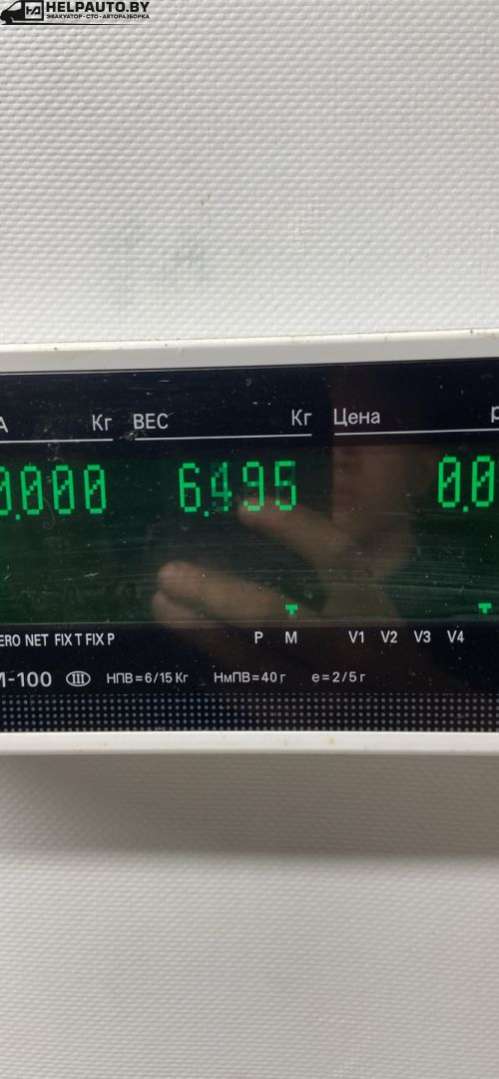 HELPAUTO.BY
ЭВАКУАТОР-СТО-АВТОРАЗБОРКА
Кг ВЕС Кг Цена
0.000 6.495 0.0
NET FIX T FIX P P M V1 V2 V3 V4
-100 III НПВ=6/15 Кг НмПВ=40 г e=2/5 г